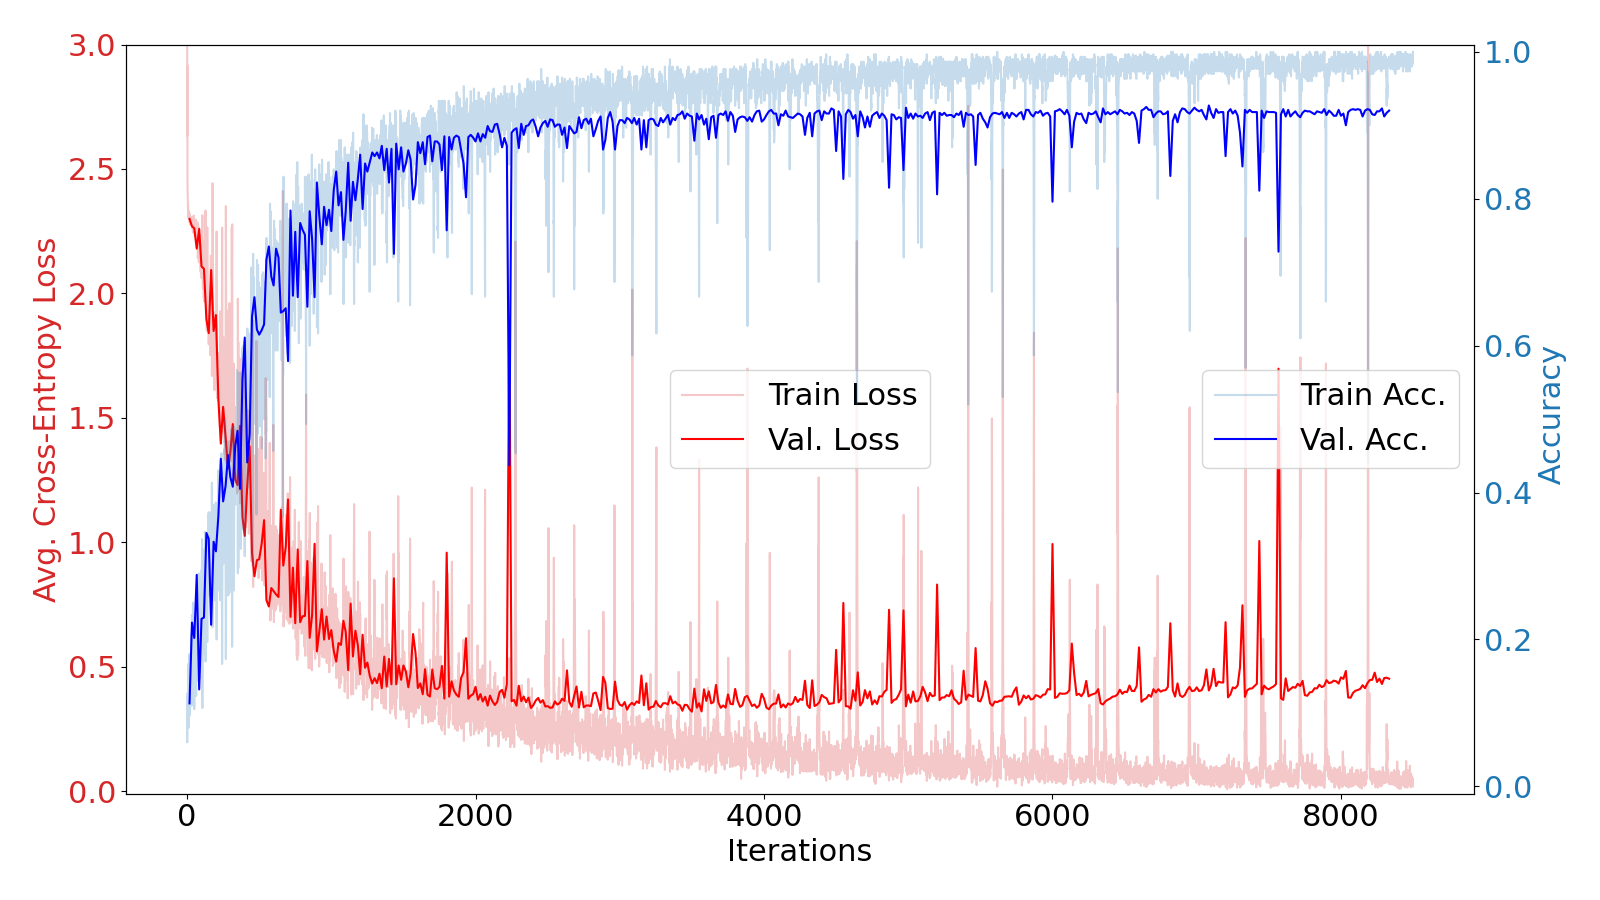 3.0
2.5
2.0
1.5
1.0
0.5
0.0
Avg. Cross-Entropy Loss
Train Loss
Val. Loss
Train Acc.
Val. Acc.
1.0
0.8
0.6
0.4
0.2
0.0
Accuracy
0 2000 4000 6000 8000
Iterations